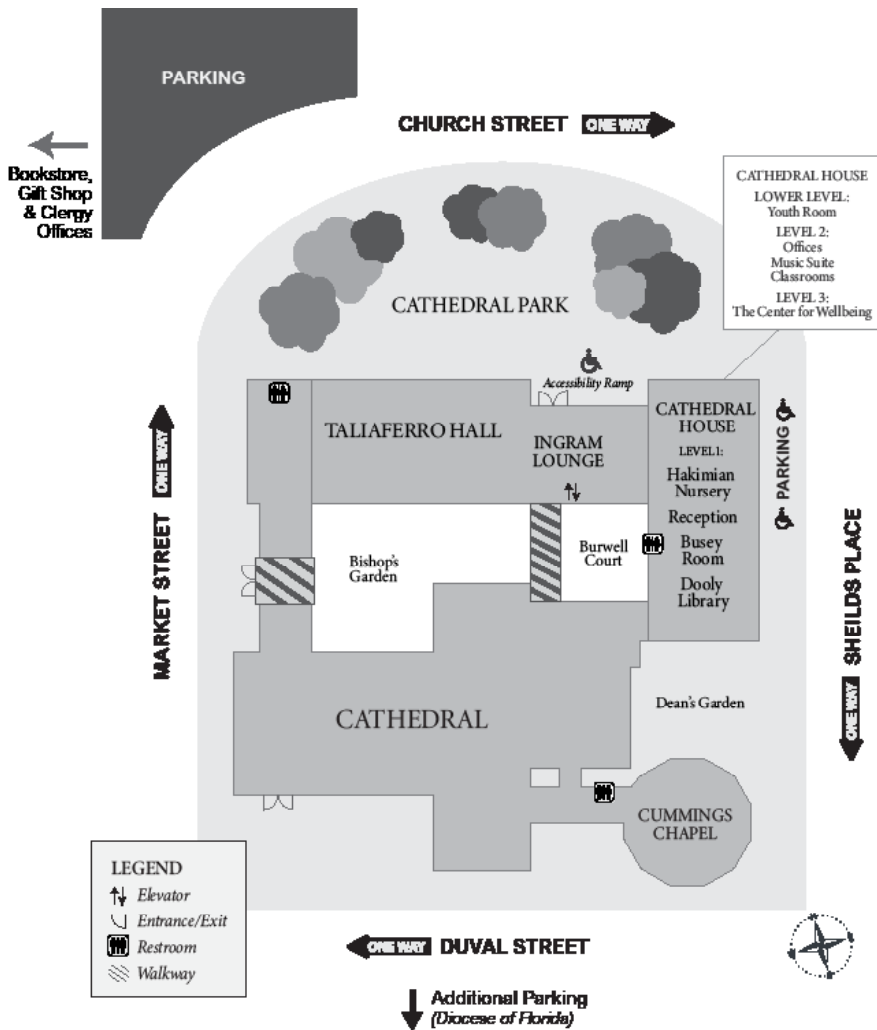 PARKING
CHURCH STREET ONE WAY
Bookstore,
Gift Shop
& Clergy
Offices
CATHEDRAL HOUSE
LOWER LEVEL:
Youth Room
LEVEL 2:
Offices
Music Suite
Classrooms
LEVEL 3:
The Center for Wellbeing
CATHEDRAL PARK
Accessibility Ramp
TALIAFERRO HALL
INGRAM
LOUNGE
CATHEDRAL
HOUSE
LEVEL 1:
Hakimian
Nursery
Reception
Busey
Room
Dooly
Library
PARKING
MARKET STREET ONE WAY
SHEILDS PLACE
ONE WAY
Bishop's
Garden
Burwell
Court
CATHEDRAL
Dean's Garden
CUMMINGS
CHAPEL
LEGEND
Elevator
Entrance/Exit
Restroom
Walkway
ONE WAY DUVAL STREET
Additional Parking
(Diocese of Florida)